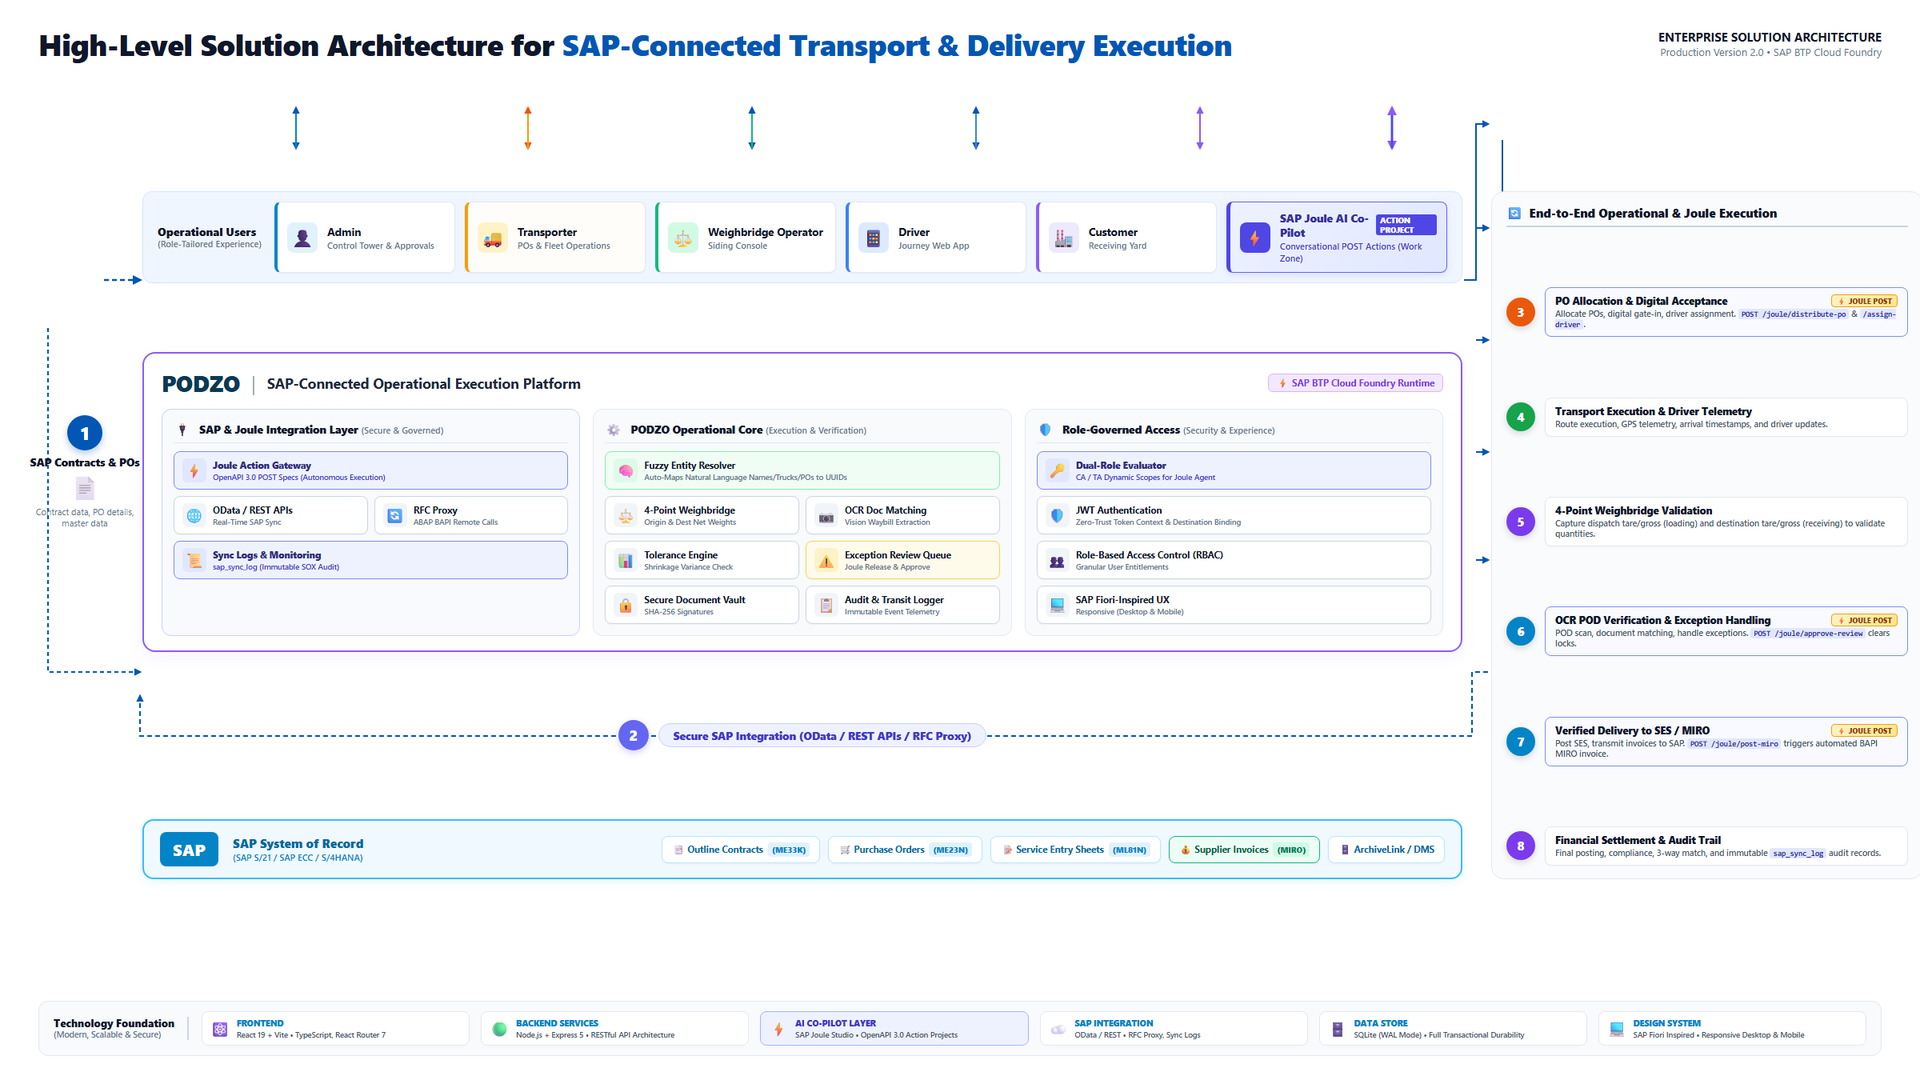 High-Level Solution Architecture for SAP-Connected Transport & Delivery Execution
ENTERPRISE SOLUTION ARCHITECTURE
Production Version 2.0 • SAP BTP Cloud Foundry
Operational Users
(Role-Tailored Experience)
Admin
Control Tower & Approvals
Transporter
POs & Fleet Operations
Weighbridge Operator
Siding Console
Driver
Journey Web App
Customer
Receiving Yard
SAP Joule AI Co-
Pilot
ACTION
PROJECT
Conversational POST Actions (Work
Zone)
1
SAP Contracts & POs
Contract data, PO details,
master data
PODZO
SAP-Connected Operational Execution Platform
SAP BTP Cloud Foundry Runtime
SAP & Joule Integration Layer (Secure & Governed)
Joule Action Gateway
OpenAPI 3.0 POST Specs (Autonomous Execution)
OData / REST APIs
Real-Time SAP Sync
RFC Proxy
ABAP BAPI Remote Calls
Sync Logs & Monitoring
sap_sync_log (Immutable SOX Audit)
PODZO Operational Core (Execution & Verification)
Fuzzy Entity Resolver
Auto-Maps Natural Language Names/Trucks/POs to UUIDs
4-Point Weighbridge
Origin & Dest Net Weights
OCR Doc Matching
Vision Waybill Extraction
Tolerance Engine
Shrinkage Variance Check
Exception Review Queue
Joule Release & Approve
Secure Document Vault
SHA-256 Signatures
Audit & Transit Logger
Immutable Event Telemetry
Role-Governed Access (Security & Experience)
Dual-Role Evaluator
CA / TA Dynamic Scopes for Joule Agent
JWT Authentication
Zero-Trust Token Context & Destination Binding
Role-Based Access Control (RBAC)
Granular User Entitlements
SAP Fiori-Inspired UX
Responsive (Desktop & Mobile)
2
Secure SAP Integration (OData / REST APIs / RFC Proxy)
SAP
SAP System of Record
(SAP S/21 / SAP ECC / S/4HANA)
Outline Contracts (ME33K)
Purchase Orders (ME23N)
Service Entry Sheets (ML81N)
Supplier Invoices (MIRO)
ArchiveLink / DMS
End-to-End Operational & Joule Execution
3
PO Allocation & Digital Acceptance
JOULE POST
Allocate POs, digital gate-in, driver assignment. POST /joule/distribute-po & /assign-
driver.
4
Transport Execution & Driver Telemetry
Route execution, GPS telemetry, arrival timestamps, and driver updates.
5
4-Point Weighbridge Validation
Capture dispatch tare/gross (loading) and destination tare/gross (receiving) to validate
quantities.
6
OCR POD Verification & Exception Handling
JOULE POST
POD scan, document matching, handle exceptions. POST /joule/approve-review clears
locks.
7
Verified Delivery to SES / MIRO
JOULE POST
Post SES, transmit invoices to SAP. POST /joule/post-miro triggers automated BAPI
MIRO invoice.
8
Financial Settlement & Audit Trail
Final posting, compliance, 3-way match, and immutable sap_sync_log audit records.
Technology Foundation
(Modern, Scalable & Secure)
FRONTEND
React 19 + Vite • TypeScript, React Router 7
BACKEND SERVICES
Node.js + Express 5 • RESTful API Architecture
AI CO-PILOT LAYER
SAP Joule Studio • OpenAPI 3.0 Action Projects
SAP INTEGRATION
OData / REST • RFC Proxy, Sync Logs
DATA STORE
SQLite (WAL Mode) • Full Transactional Durability
DESIGN SYSTEM
SAP Fiori Inspired • Responsive Desktop & Mobile